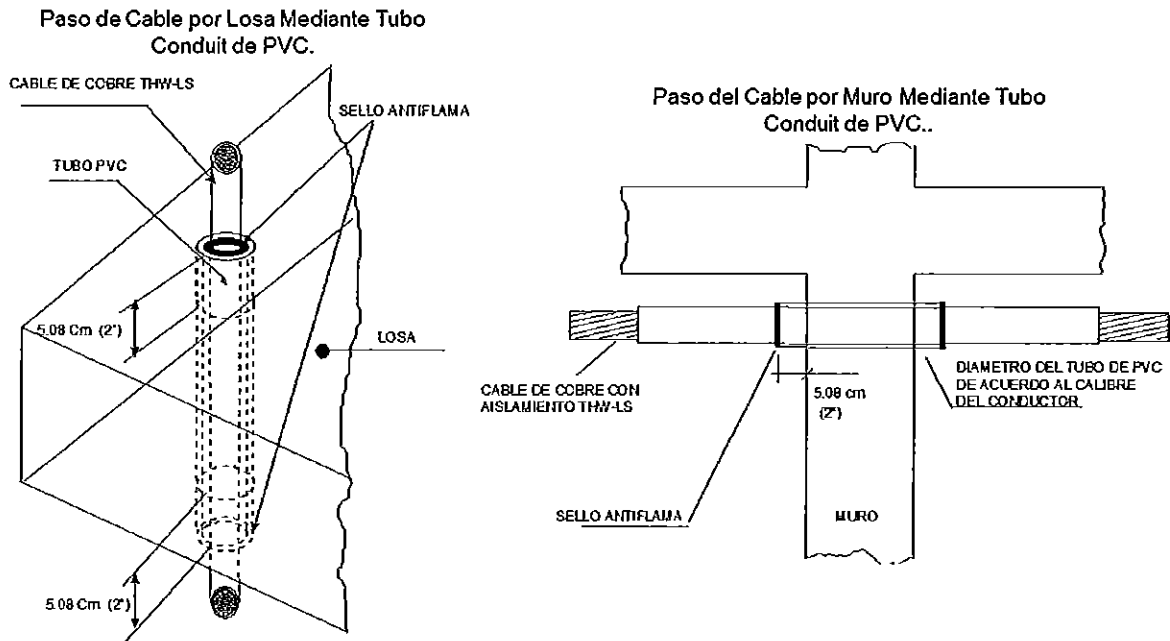 Paso de Cable por Losa Mediante Tubo
Conduit de PVC.
CABLE DE COBRE THW-LS
SELLO ANTIFLAMA
TUBO PVC
5.08 Cm (2")
LOSA
5.08 Cm (2")
Paso del Cable por Muro Mediante Tubo
Conduit de PVC..
CABLE DE COBRE CON
AISLAMIENTO THW-LS
5.08 cm
(2")
DIAMETRO DEL TUBO DE PVC
DE ACUERDO AL CALIBRE
DEL CONDUCTOR
SELLO ANTIFLAMA
MURO